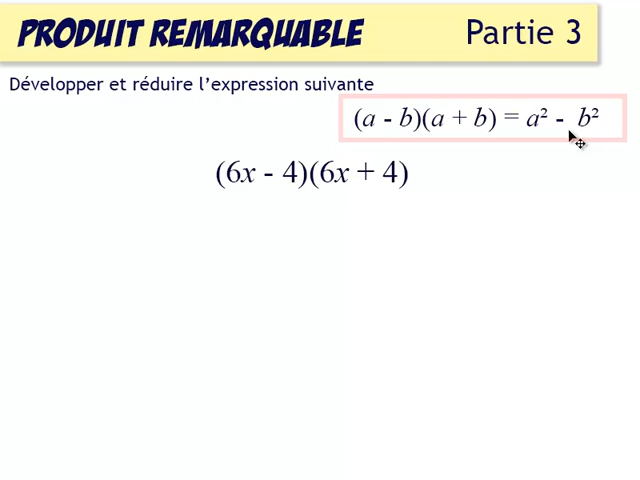 PRODUIT REMARQUABLE Partie 3
Développer et réduire l'expression suivante
(a - b)(a + b) = a² - b²
(6x - 4)(6x + 4)